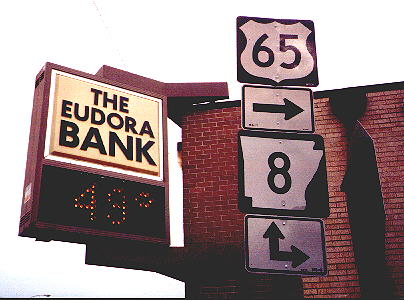 THE
EUDORA
BANK
49°
65
8